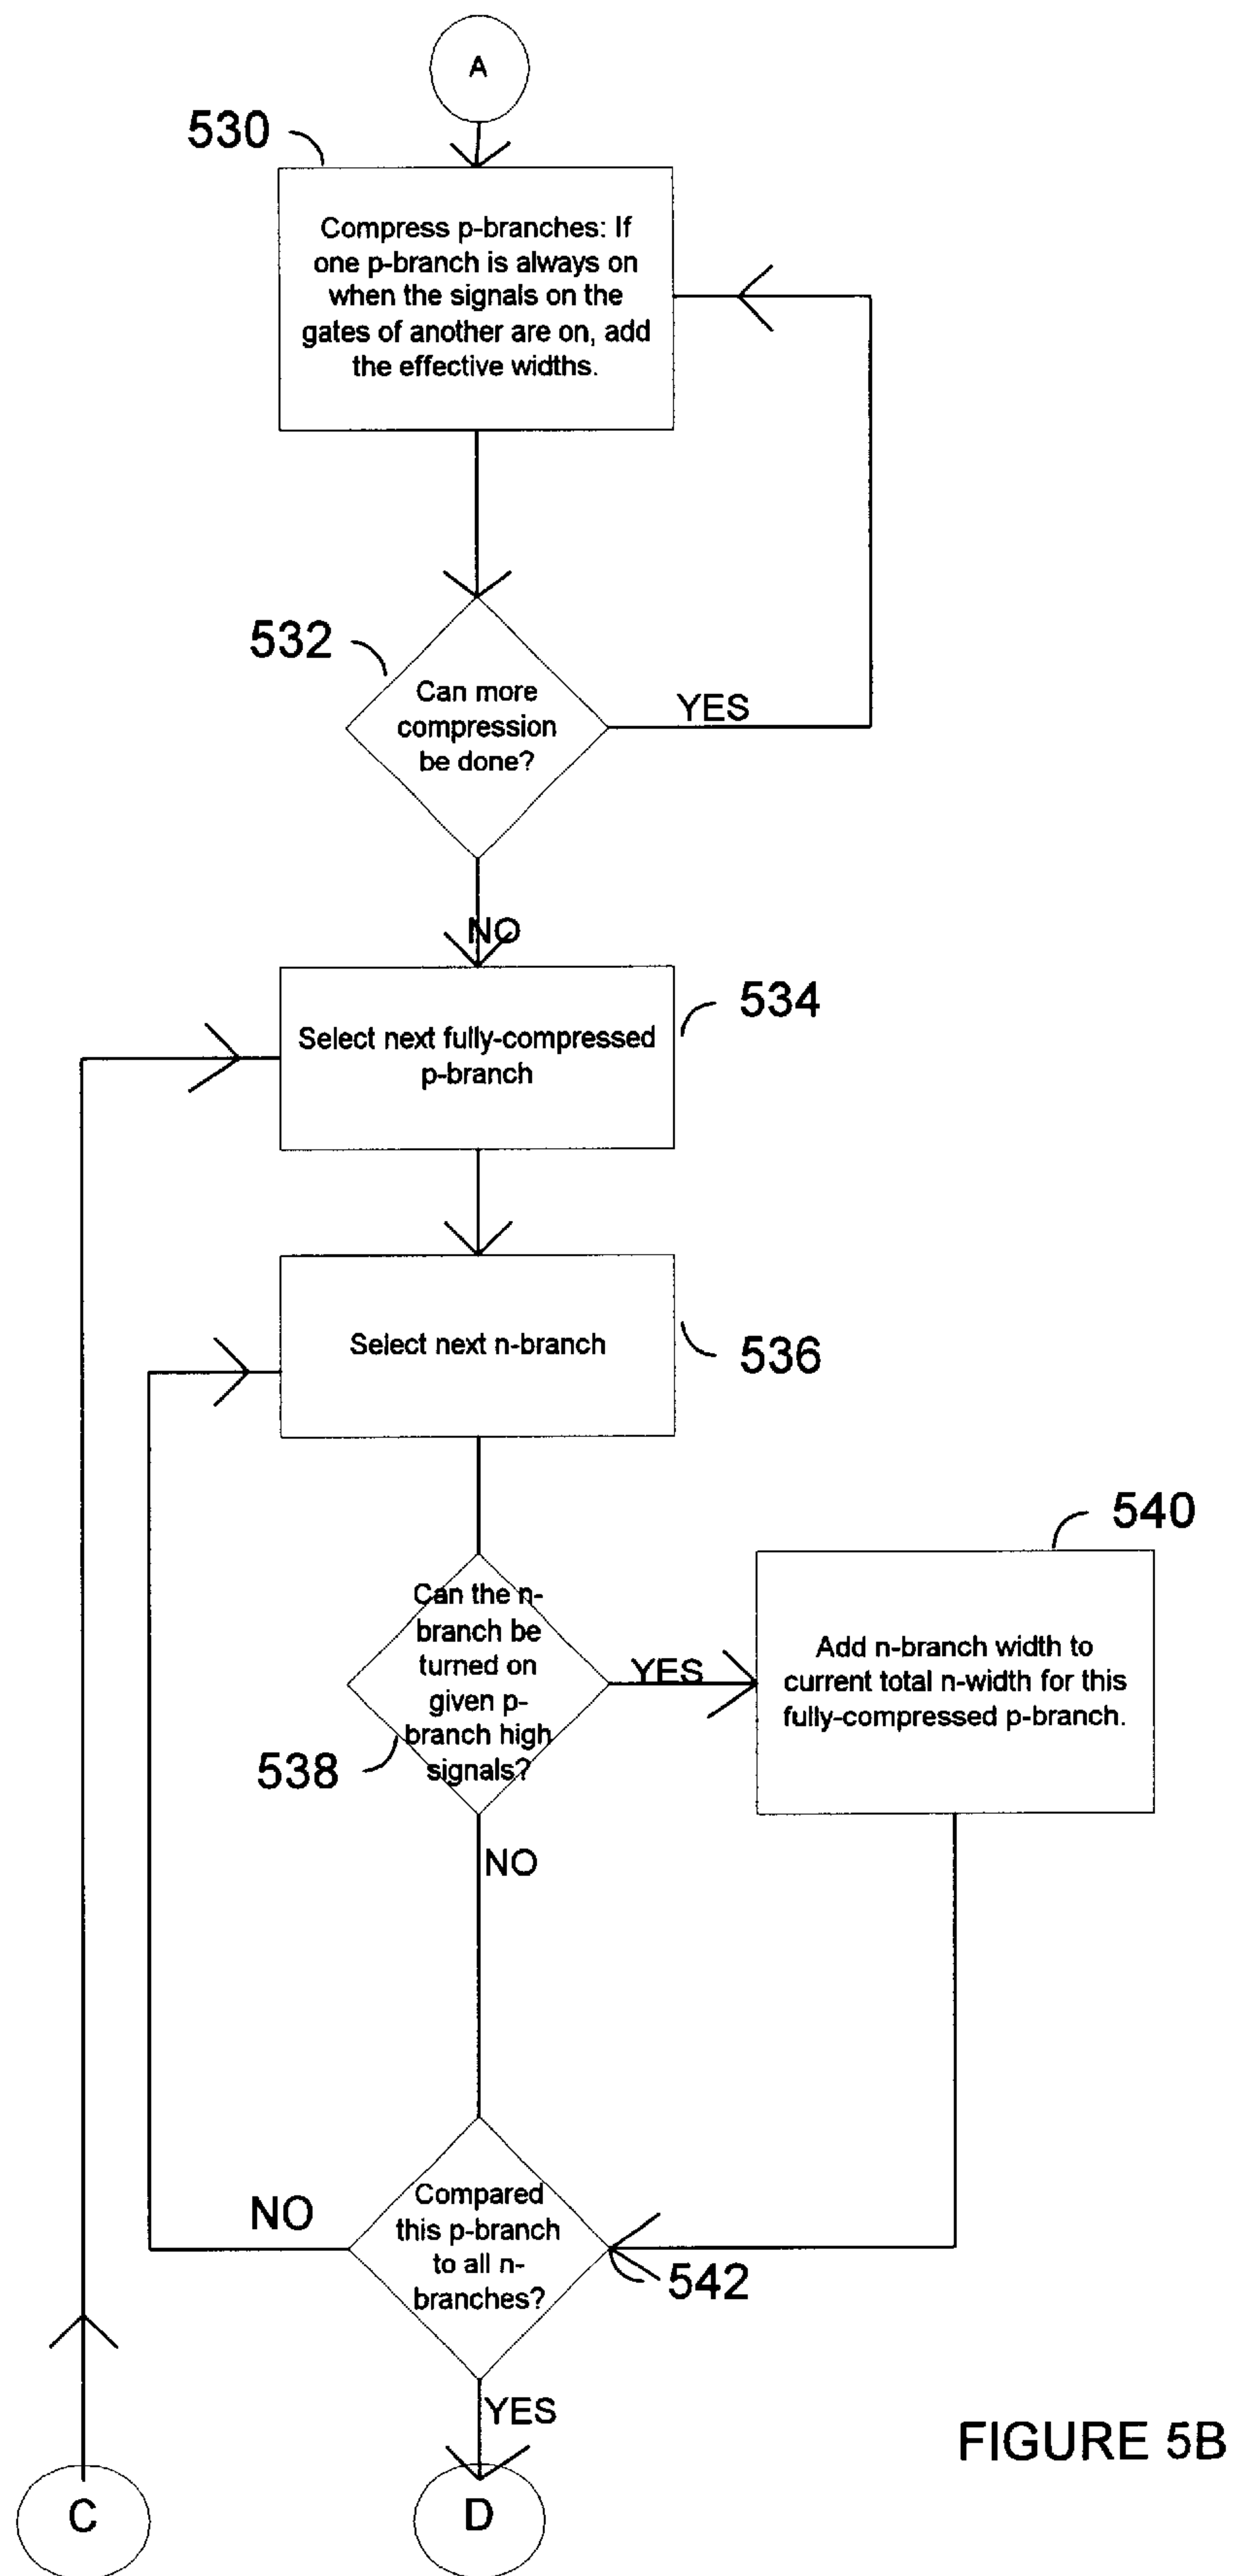 A
530
Compress p-branches: If
one p-branch is always on
when the signals on the
gates of another are on, add
the effective widths.
532
Can more
compression
be done?
YES
NO
534
Select next fully-compressed
p-branch
Select next n-branch
536
540
Can the n-
branch be
turned on
given p-
branch high
signals?
YES
Add n-branch width to
current total n-width for this
fully-compressed p-branch.
538
NO
Compared
this p-branch
to all n-
branches?
NO
542
YES
FIGURE 5B
C
D